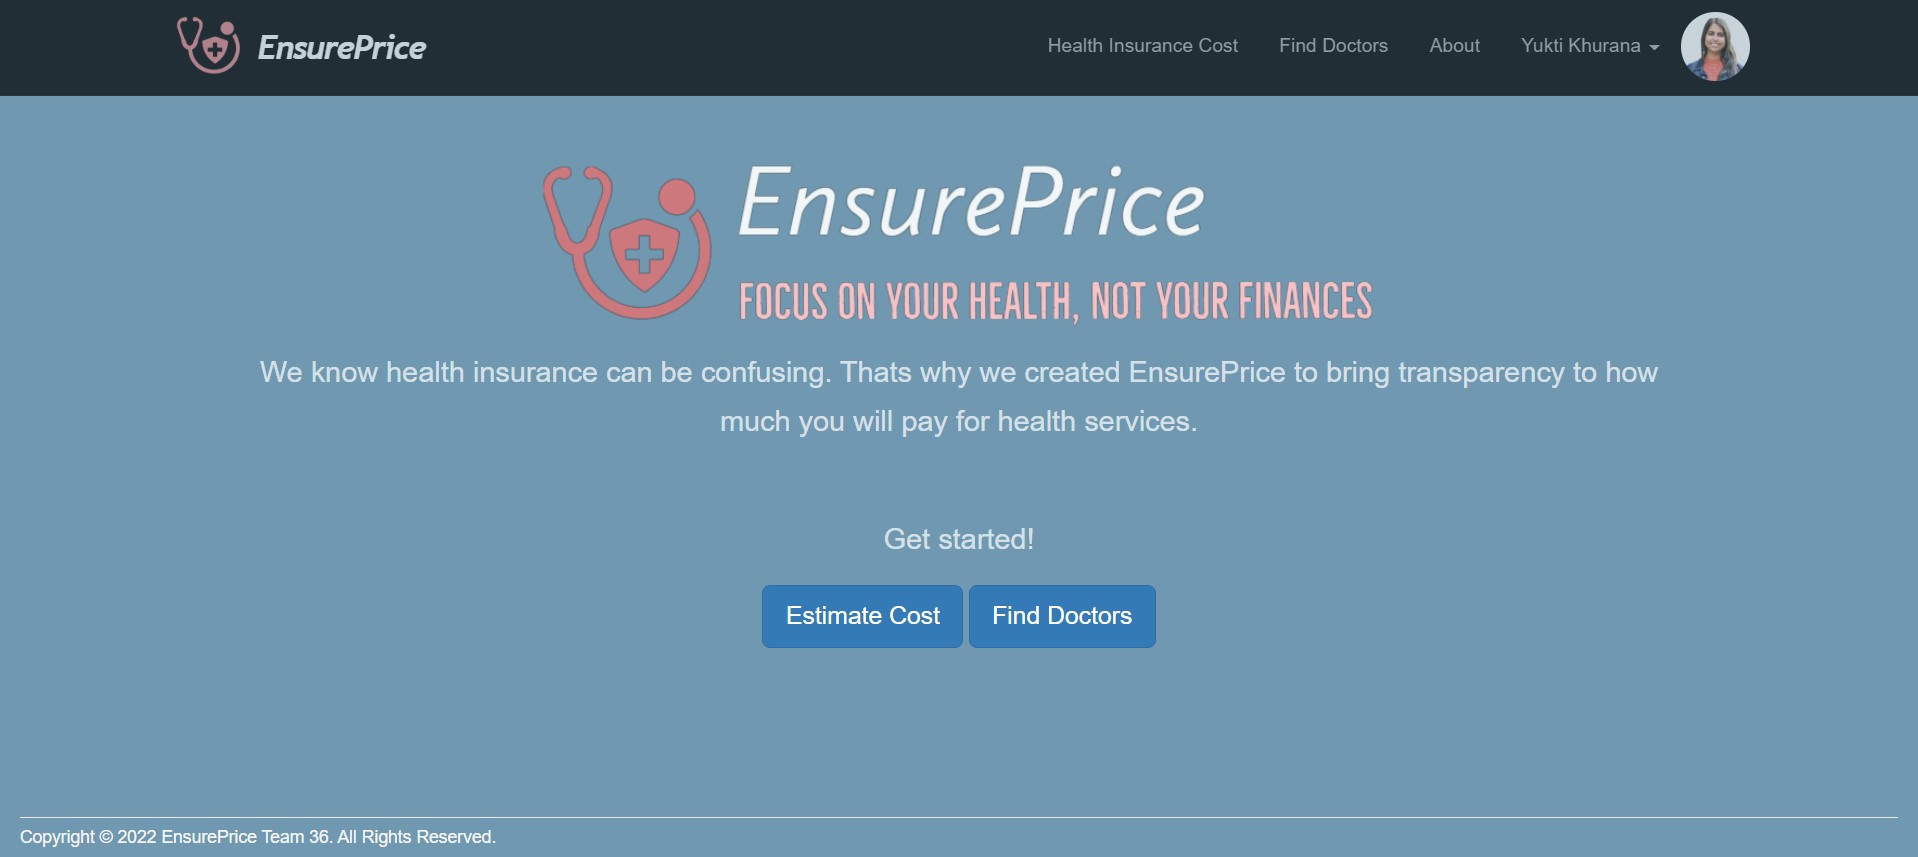 EnsurePrice
Health Insurance Cost
Find Doctors
About
Yukti Khurana
EnsurePrice
FOCUS ON YOUR HEALTH, NOT YOUR FINANCES
We know health insurance can be confusing. Thats why we created EnsurePrice to bring transparency to how
much you will pay for health services.
Get started!
Estimate Cost
Find Doctors
Copyright © 2022 EnsurePrice Team 36. All Rights Reserved.